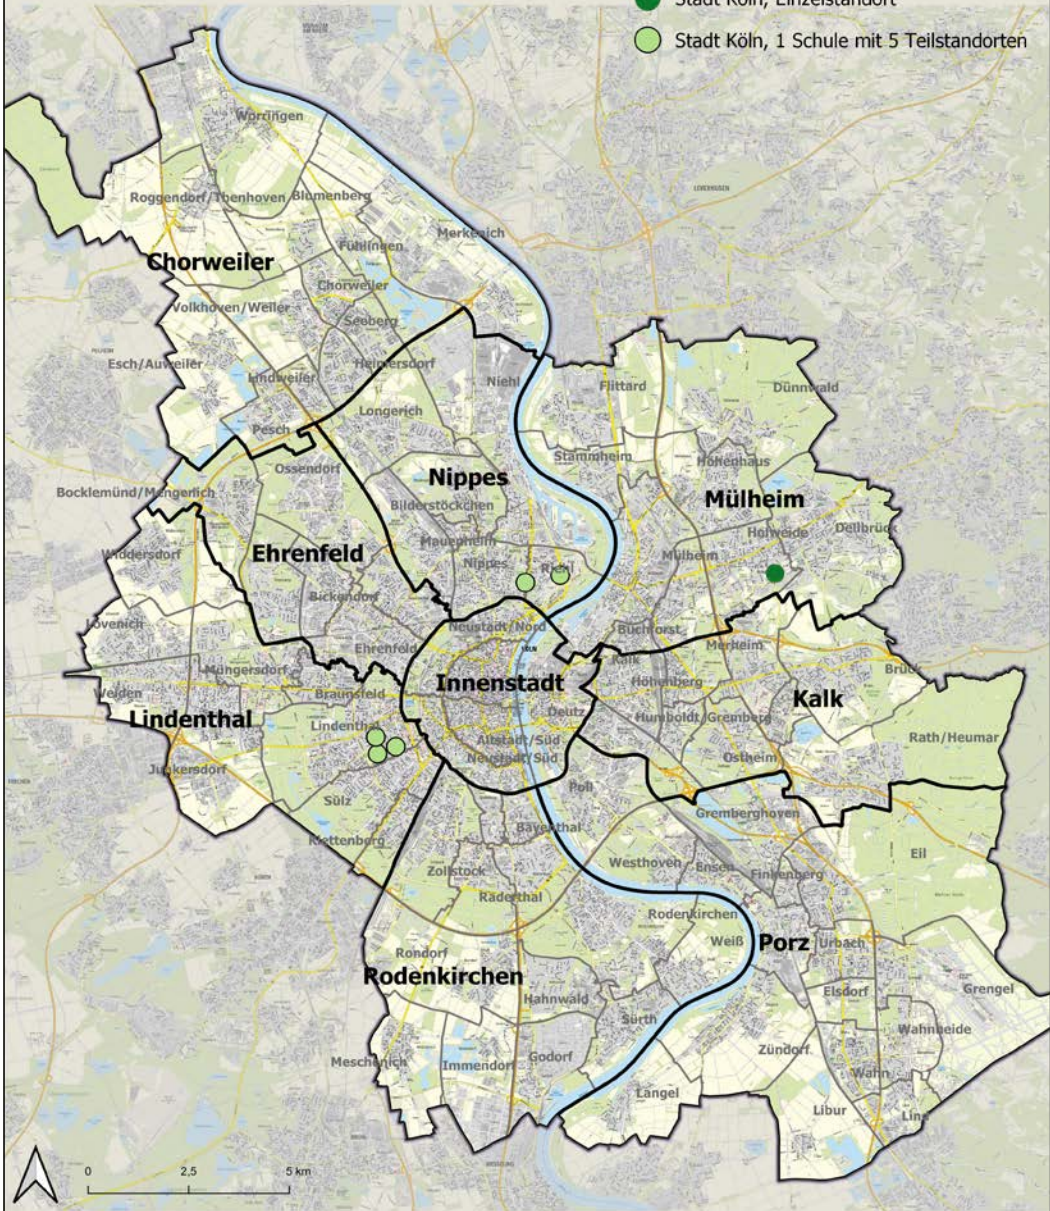 Stadt Köln, Einzelstandort
Stadt Köln, 1 Schule mit 5 Teilstandorten
Worringen
LEVERKUSEN
Roggendorf/Thenhoven
Blumenberg
Merkenich
Fühlingen
Chorweiler
Chorweiler
Volkhoven/Weiler
Seeberg
Esch/Auweiler
Heimersdorf
Lindweiler
Niehl
Flittard
Dünnwald
Longerich
Pesch
Stammheim
Höhenhaus
Ossendorf
Nippes
Bocklemünd/Mengerlich
Mülheim
Bilderstöckchen
Dellbrück
Holweide
Mauenheim
Widdersdorf
Ehrenfeld
Mülheim
Nippes
Riehl
Bickendorf
Lövenich
Neustadt/Nord
Buchforst
Ehrenfeld
KÖLN
Merheim
Kalk
Müngersdorf
Brück
Höhenberg
Innenstadt
Weiden
Braunsfeld
Kalk
Deutz
Lindenthal
Lindenthal
Humboldt/Gremberg
Rath/Heumar
Altstadt/Süd
Neustadt/Süd
Ostheim
Junkersdorf
Poll
Sülz
Gremberghoven
Bayenthal
Klettenberg
Eil
Westhoven
Ensen
Zollstock
Finkenberg
Raderthal
Rodenkirchen
Weiß
Porz
Urbach
Rondorf
Rodenkirchen
Elsdorf
Grengel
Hahnwald
Sürth
Wahnheide
Zündorf
Godorf
Meschenich
Immendorf
Wahn
Langel
Libur
Lind
0
2,5
5 km